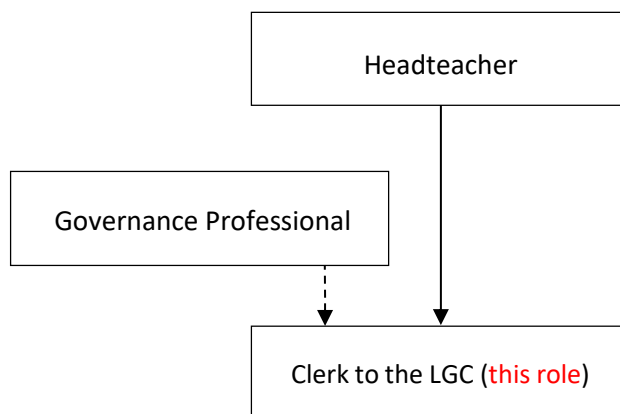 Headteacher
Governance Professional
Clerk to the LGC (this role)